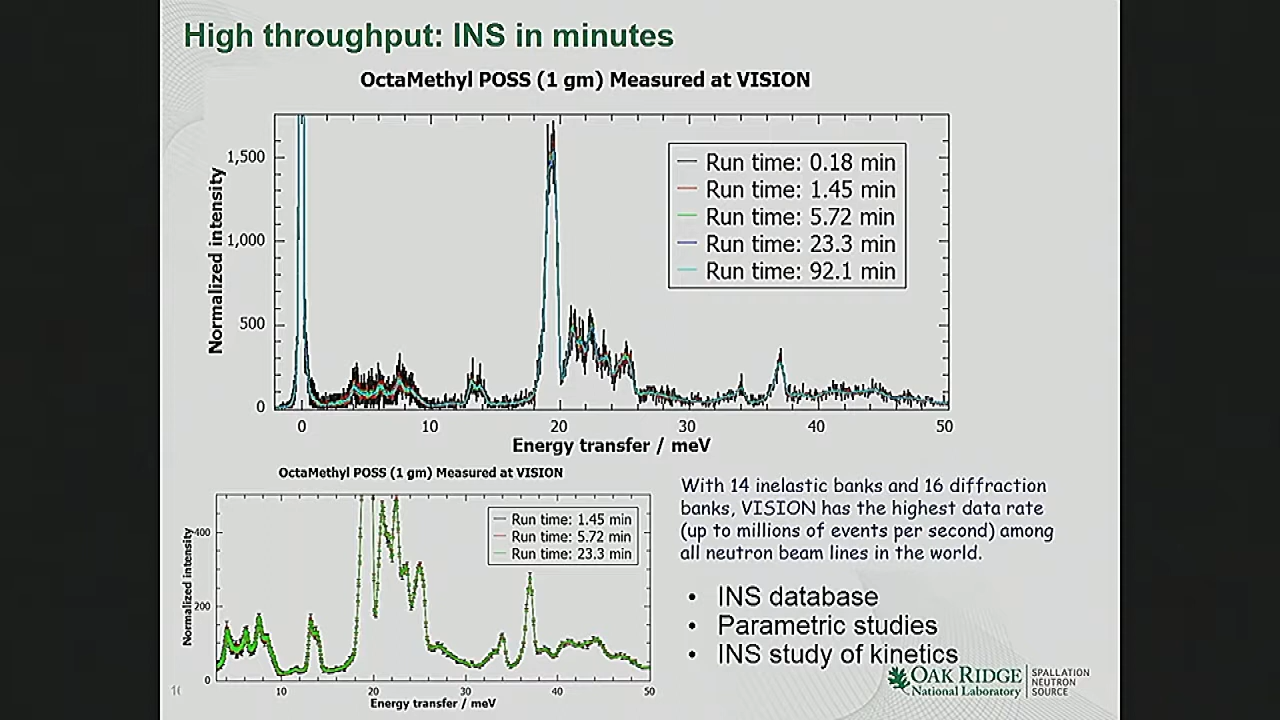 High throughput: INS in minutes
OctaMethyl POSS (1 gm) Measured at VISION
Normalized intensity
1,500
1,000
500
0
Run time: 0.18 min
Run time: 1.45 min
Run time: 5.72 min
Run time: 23.3 min
Run time: 92.1 min
0 10 20 30 40 50
Energy transfer / meV
OctaMethyl POSS (1 gm) Measured at VISION
Normalized intensity
400
200
0
Run time: 1.45 min
Run time: 5.72 min
Run time: 23.3 min
10 20 30 40 50
Energy transfer / meV
With 14 inelastic banks and 16 diffraction
banks, VISION has the highest data rate
(up to millions of events per second) among
all neutron beam lines in the world.
• INS database
• Parametric studies
• INS study of kinetics
OAK RIDGE
National Laboratory
SPALLATION
NEUTRON
SOURCE